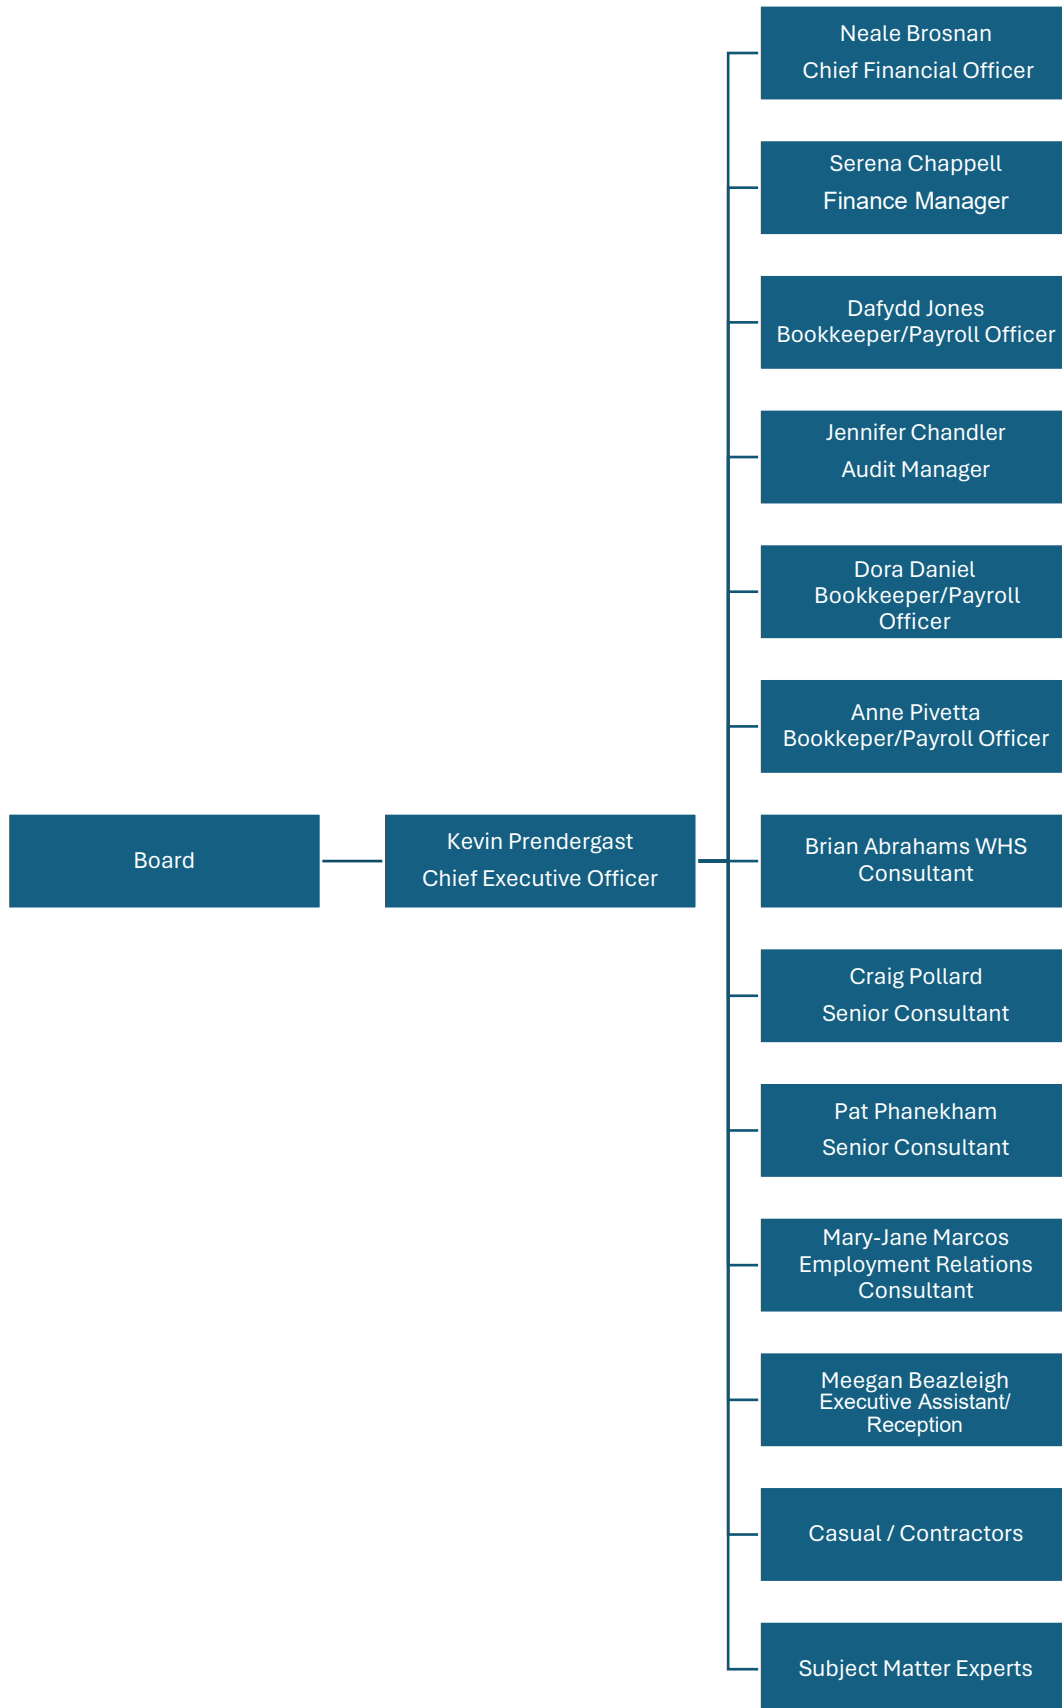 Neale Brosnan
Chief Financial Officer
Serena Chappell
Finance Manager
Dafydd Jones
Bookkeeper/Payroll Officer
Jennifer Chandler
Audit Manager
Dora Daniel
Bookkeeper/Payroll
Officer
Anne Pivetta
Bookkeper/Payroll Officer
Board
Kevin Prendergast
Chief Executive Officer
Brian Abrahams WHS
Consultant
Craig Pollard
Senior Consultant
Pat Phanekham
Senior Consultant
Mary-Jane Marcos
Employment Relations
Consultant
Meegan Beazleigh
Executive Assistant/
Reception
Casual / Contractors
Subject Matter Experts